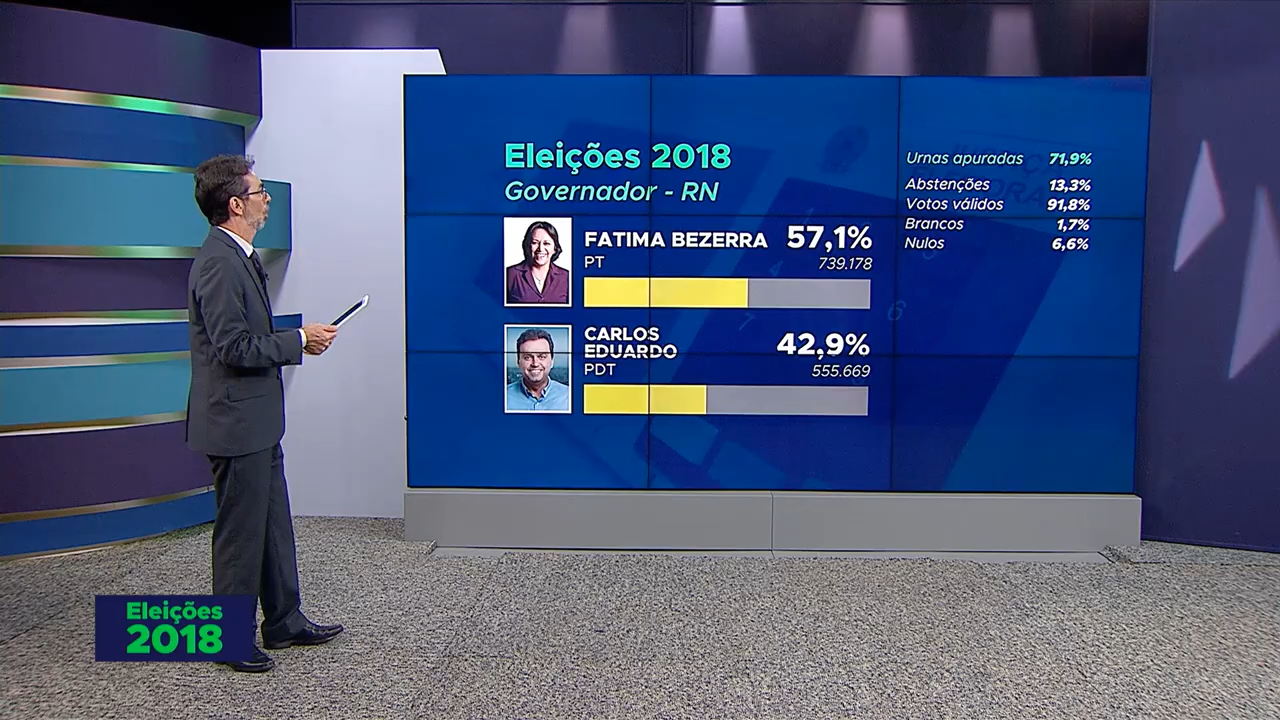 Eleições 2018
Governador - RN
FATIMA BEZERRA 57,1%
PT 739.178
CARLOS
EDUARDO 42,9%
PDT 555.669
Urnas apuradas 71,9%
Abstenções 13,3%
Votos válidos 91,8%
Brancos 1,7%
Nulos 6,6%
Eleições
2018